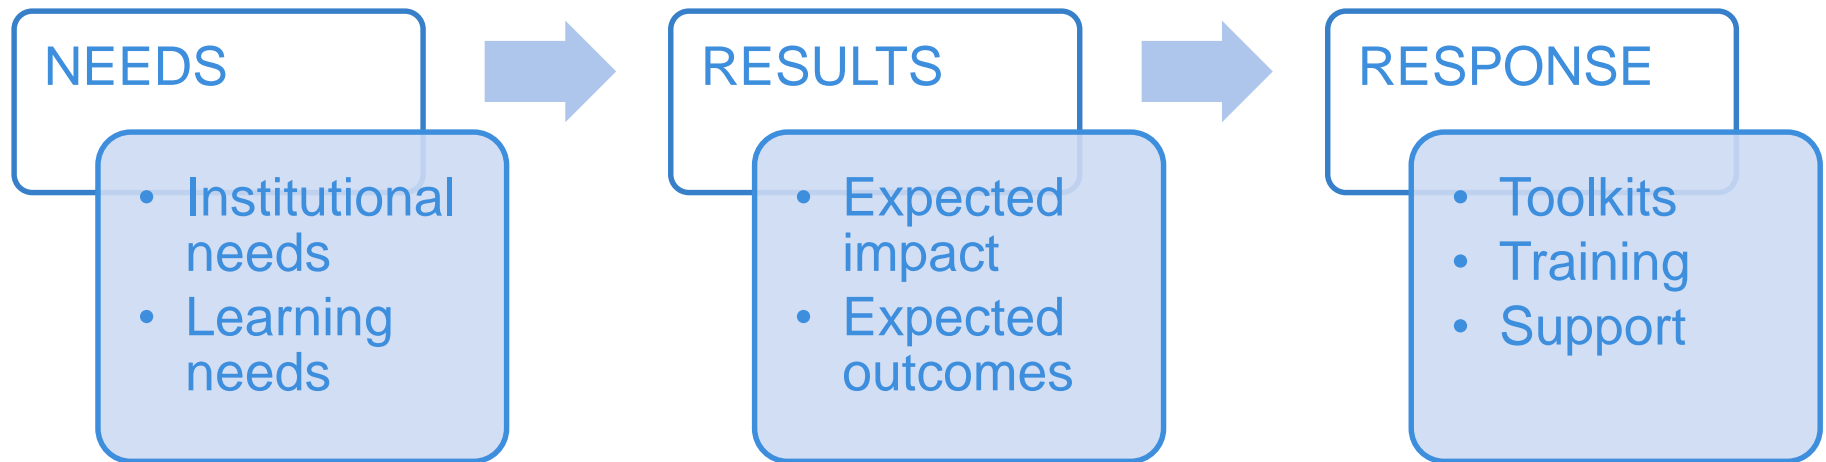 NEEDS
• Institutional
needs
• Learning
needs
RESULTS
• Expected
impact
• Expected
outcomes
RESPONSE
• Toolkits
• Training
• Support